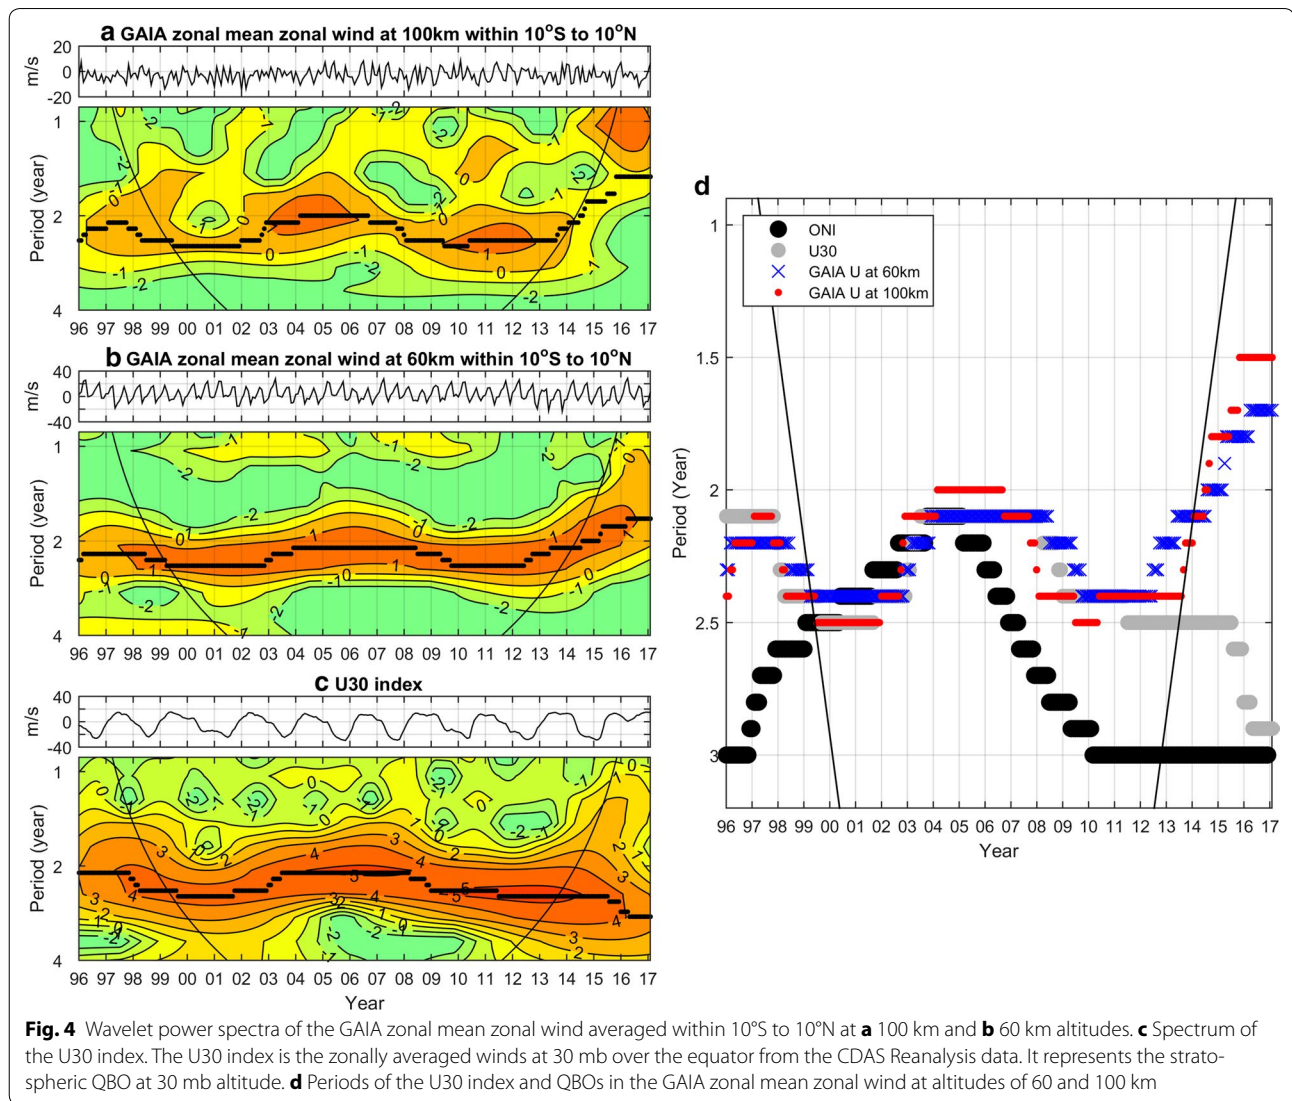 a GAIA zonal mean zonal wind at 100km within 10°S to 10°N
m/s
20
0
-20
Period (year)
1
2
4
96 97 98 99 00 01 02 03 04 05 06 07 08 09 10 11 12 13 14 15 16 17
b GAIA zonal mean zonal wind at 60km within 10°S to 10°N
m/s
40
0
-40
Period (year)
1
2
4
96 97 98 99 00 01 02 03 04 05 06 07 08 09 10 11 12 13 14 15 16 17
c U30 index
m/s
40
0
-40
Period (year)
1
2
4
96 97 98 99 00 01 02 03 04 05 06 07 08 09 10 11 12 13 14 15 16 17
Year
d
ONI
U30
GAIA U at 60km
GAIA U at 100km
Period (Year)
1
1.5
2
2.5
3
96 97 98 99 00 01 02 03 04 05 06 07 08 09 10 11 12 13 14 15 16 17
Year
Fig. 4 Wavelet power spectra of the GAIA zonal mean zonal wind averaged within 10°S to 10°N at a 100 km and b 60 km altitudes. c Spectrum of
the U30 index. The U30 index is the zonally averaged winds at 30 mb over the equator from the CDAS Reanalysis data. It represents the strato-
spheric QBO at 30 mb altitude. d Periods of the U30 index and QBOs in the GAIA zonal mean zonal wind at altitudes of 60 and 100 km